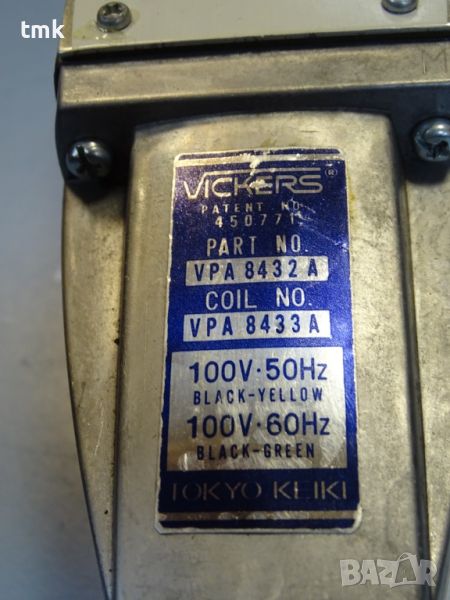 tmk
VICKERS®
PATENT NO.
450771
PART NO.
VPA 8432 A
COIL NO.
VPA 8433 A
100V·50Hz
BLACK-YELLOW
100V·60Hz
BLACK-GREEN
TOKYO KEIKI
BAZAR